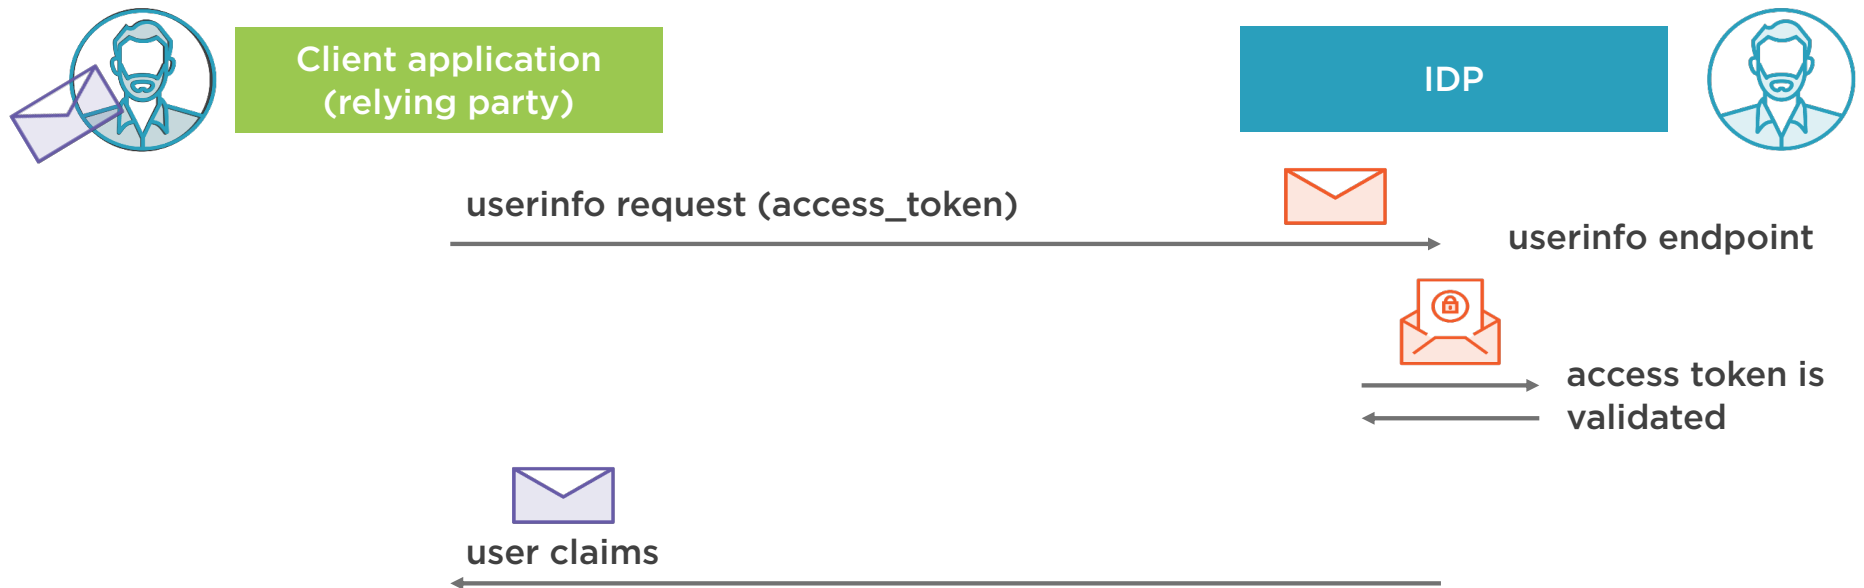 Client application
(relying party)
IDP
userinfo request (access_token)
userinfo endpoint
access token is
validated
user claims